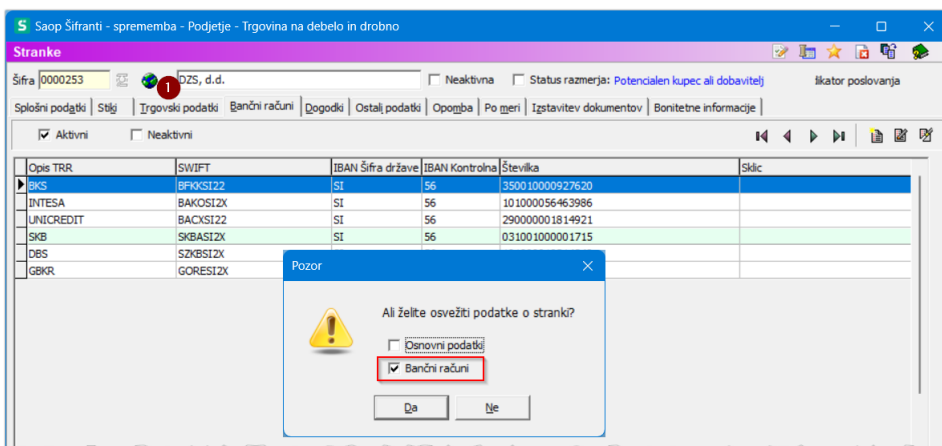 S Saop Šifranti - sprememba - Podjetje - Trgovina na debelo in drobno
Stranke
Šifra 0000253 1 DZS, d.d. Neaktivna Status razmerja: Potencialen kupec ali dobavitelj šikator poslovanja
Splošni podatki Stiki Trgovski podatki Bančni računi Dogodki Ostali podatki Opomba Po meri Izstavitev dokumentov Bonitetne informacije
Aktivni Neaktivni
Opis TRR SWIFT IBAN Šifra države IBAN Kontrolna Številka Sklic
BKS BFKKSI22 SI 56 350010000927620
INTESA BAKOSI2X SI 56 101000056463986
UNICREDIT BACXSI22 SI 56 290000001814921
SKB SKBASI2X SI 56 031001000001715
DBS SZKBSI2X
GBKR GORESI2X
Pozor
Ali želite osvežiti podatke o stranki?
Osnovni podatki
Bančni računi
Da Ne